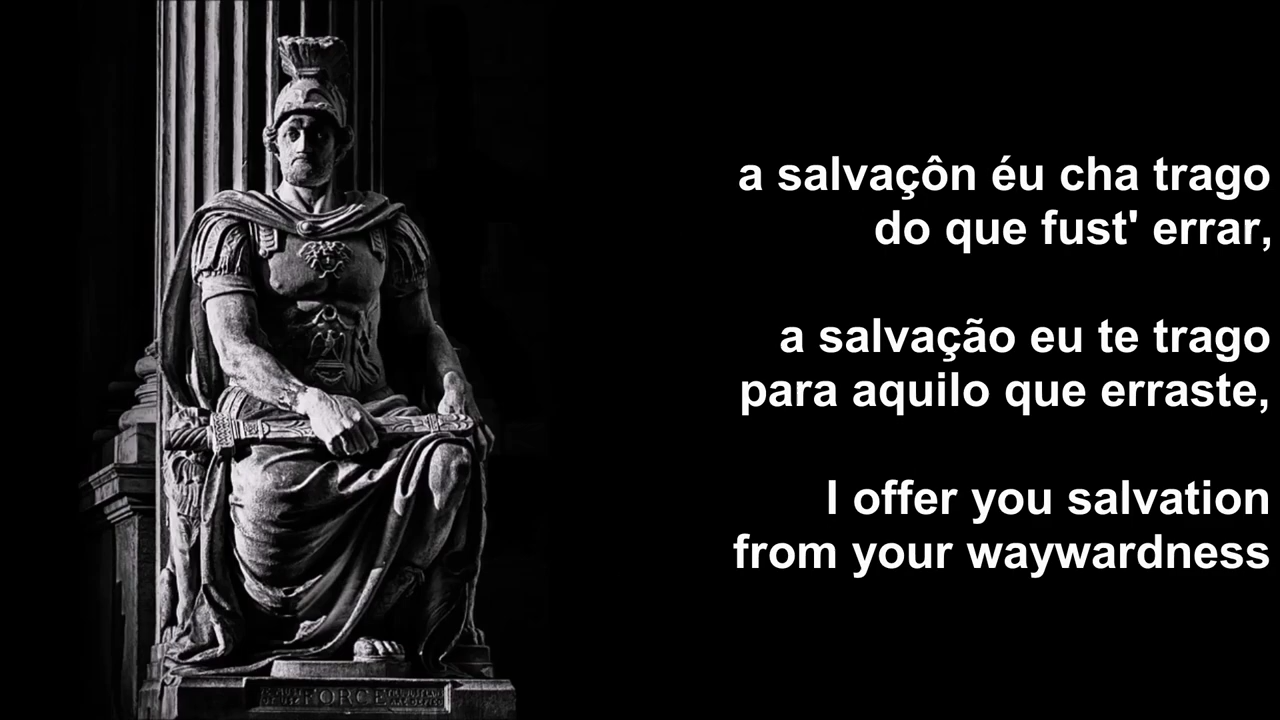 a salvaçôn éu cha trago
do que fust' errar,
a salvação eu te trago
para aquilo que erraste,
I offer you salvation
from your waywardness
FORCE